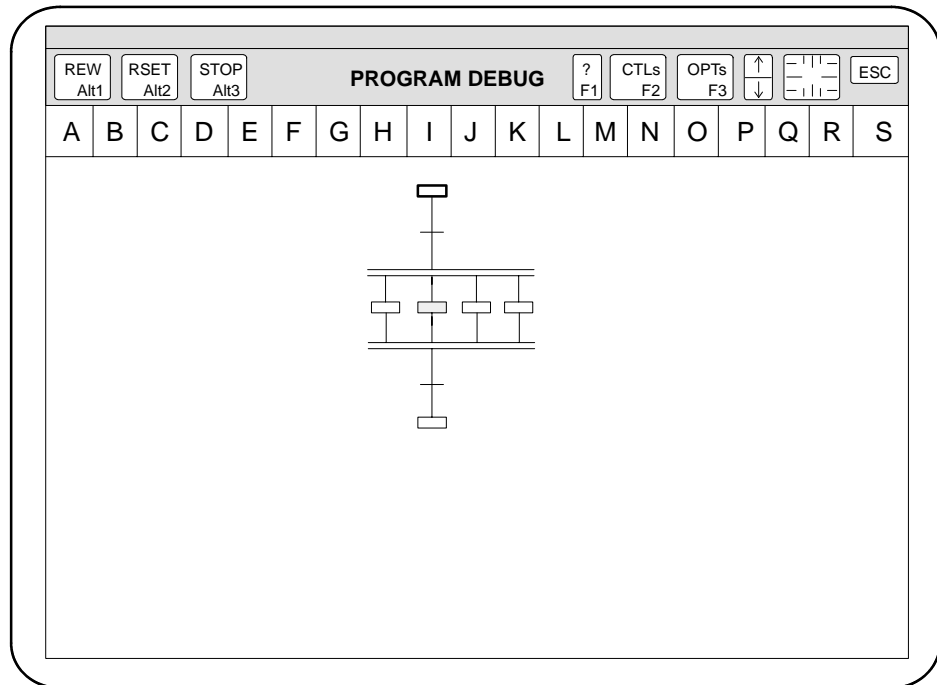 REW RSET STOP PROGRAM DEBUG ? CTLs OPTs ↑ ESC
Alt1 Alt2 Alt3 F1 F2 F3 ↓
A B C D E F G H I J K L M N O P Q R S